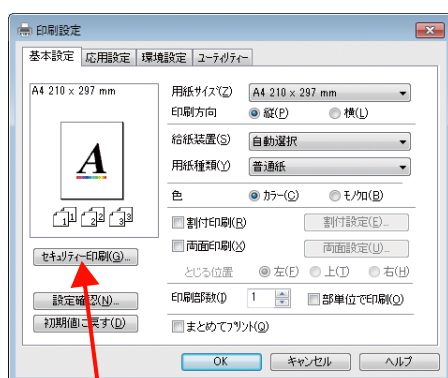 印刷設定
基本設定 応用設定 環境設定 ユーティリティー
A4 210 x 297 mm
用紙サイズ(Z) A4 210 x 297 mm
印刷方向 縦(P) 横(L)
給紙装置(S) 自動選択
用紙種類(Y) 普通紙
A
色 カラー(C) モノクロ(B)
1 1 2 2 3 3
割付印刷(R) 割付設定(E)...
セキュリティー印刷(G)...
両面印刷(X) 両面設定(U)...
とじる位置 左(F) 上(T) 右(H)
設定確認(N)...
印刷部数(I) 1 部単位で印刷(O)
初期値に戻す(D)
まとめてプリント(Q)
OK キャンセル ヘルプ